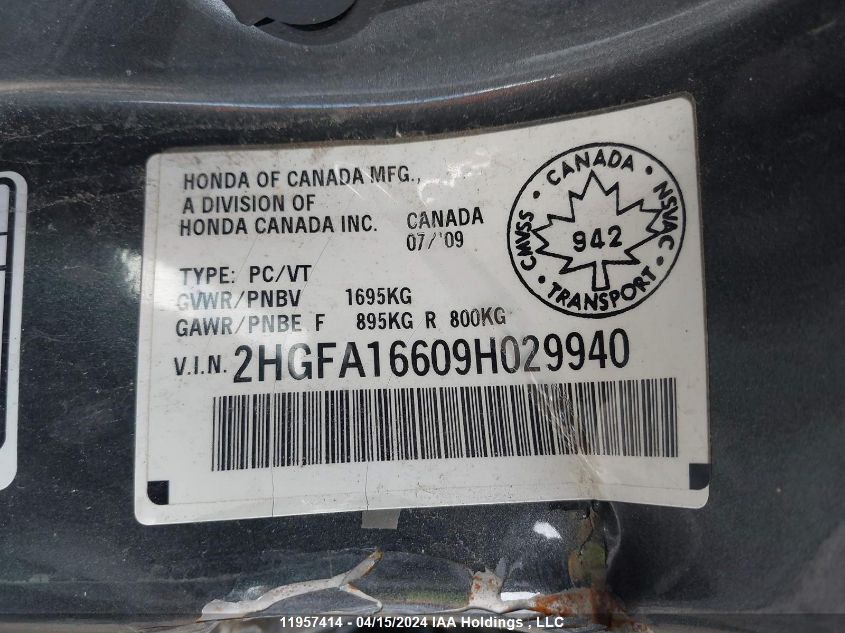 HONDA OF CANADA MFG.,
A DIVISION OF
HONDA CANADA INC.
CANADA
07/'09
TYPE: PC/VT
GVWR/PNBV 1695KG
GAWR/PNBE F 895KG R 800KG
V.I.N. 2HGFA16609H029940
CANADA • NSVAC • TRANSPORT • CMVSS •
942
11957414 - 04/15/2024 IAA Holdings , LLC